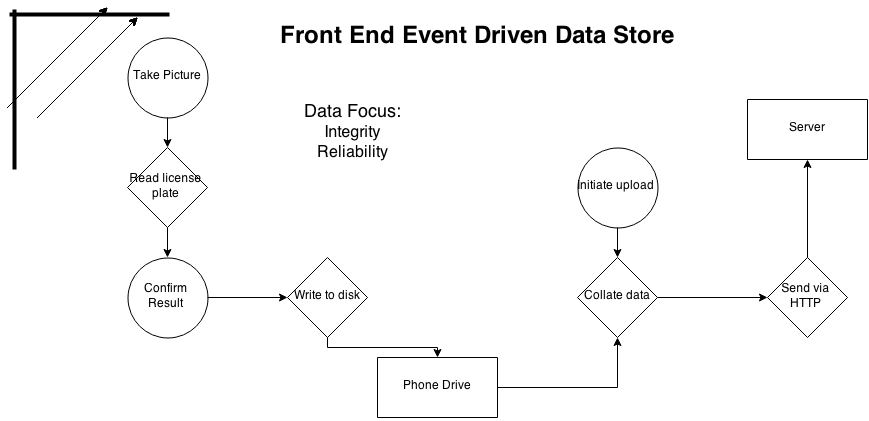 Front End Event Driven Data Store
Take Picture
Data Focus:
Integrity
Reliability
Server
Read license
plate
Initiate upload
Confirm
Result
Write to disk
Collate data
Send via
HTTP
Phone Drive